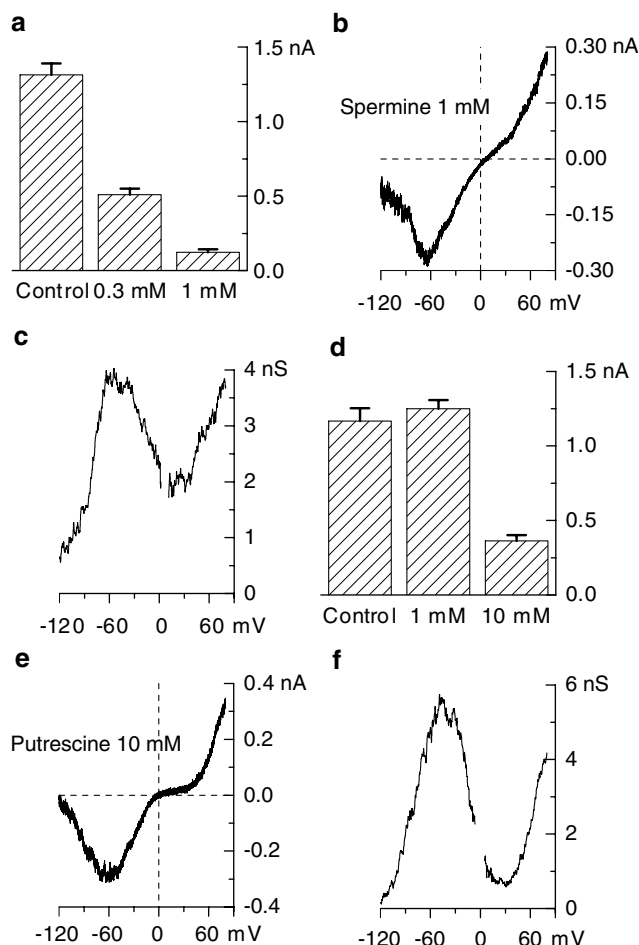 a
1.5 nA
1.0
0.5
0.0
Control 0.3 mM 1 mM
b
0.30 nA
0.15
0.00
-0.15
-0.30
Spermine 1 mM
-120 -60 0 60 mV
c
4 nS
3
2
1
0
-120 -60 0 60 mV
d
1.5 nA
1.0
0.5
0.0
Control 1 mM 10 mM
e
0.4 nA
0.2
0.0
-0.2
-0.4
Putrescine 10 mM
-120 -60 0 60 mV
f
6 nS
4
2
0
-120 -60 0 60 mV